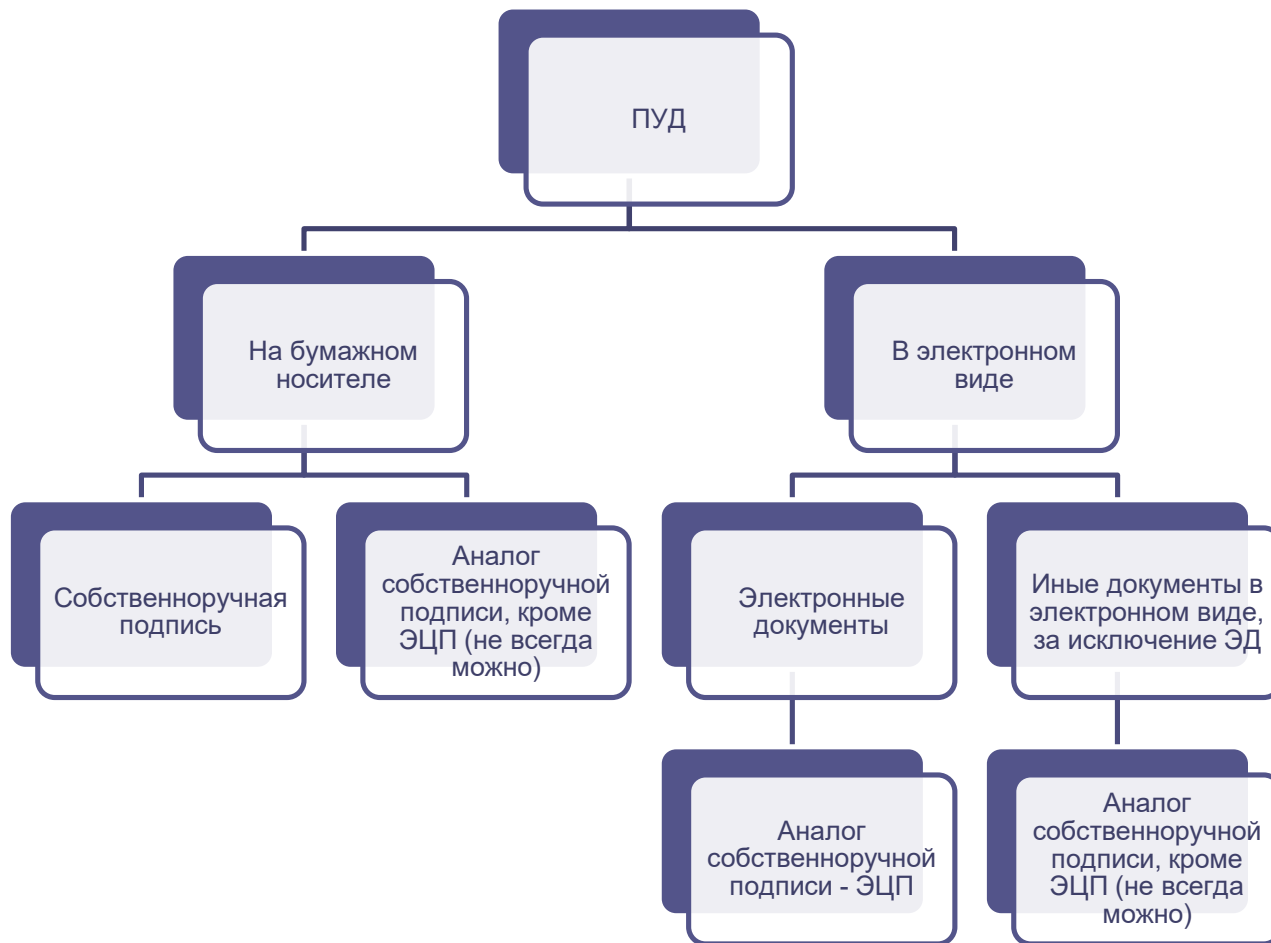 ПУД
На бумажном
носителе
В электронном
виде
Собственноручная
подпись
Аналог
собственноручной
подписи, кроме
ЭЦП (не всегда
можно)
Электронные
документы
Иные документы в
электронном виде,
за исключение ЭД
Аналог
собственноручной
подписи - ЭЦП
Аналог
собственноручной
подписи, кроме
ЭЦП (не всегда
можно)